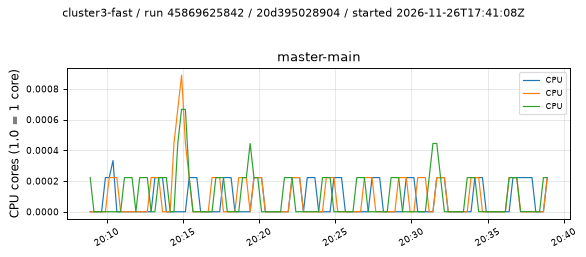 cluster3-fast / run 45869625842 / 20d395028904 / started 2026-11-26T17:41:08Z
master-main
CPU cores (1.0 = 1 core)
0.0008
0.0006
0.0004
0.0002
0.0000
CPU
CPU
CPU
20:10
20:15
20:20
20:25
20:30
20:35
20:40